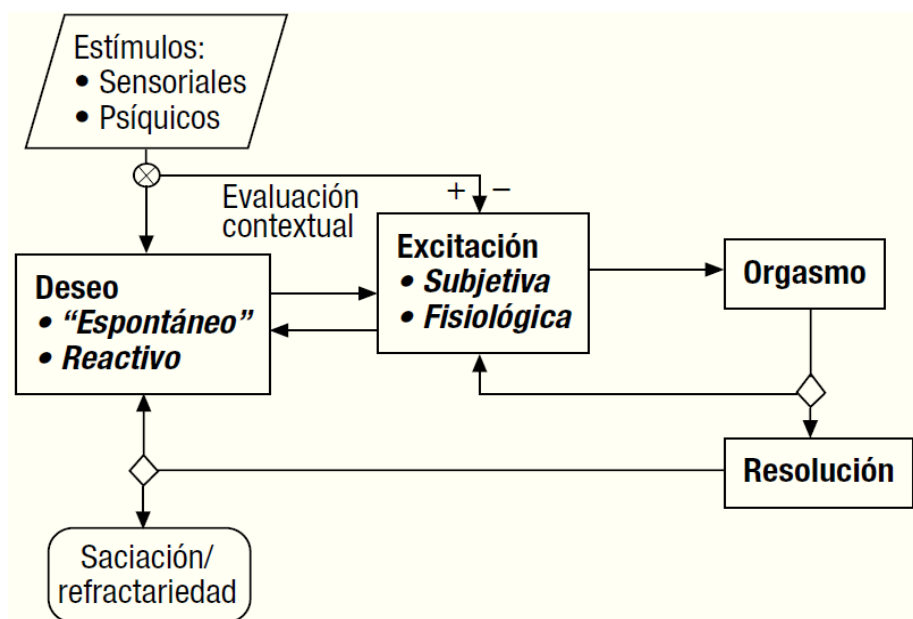 Estímulos:
• Sensoriales
• Psíquicos
Evaluación
contextual
+ −
Deseo
• “Espontáneo”
• Reactivo
Excitación
• Subjetiva
• Fisiológica
Orgasmo
Resolución
Saciación/
refractariedad